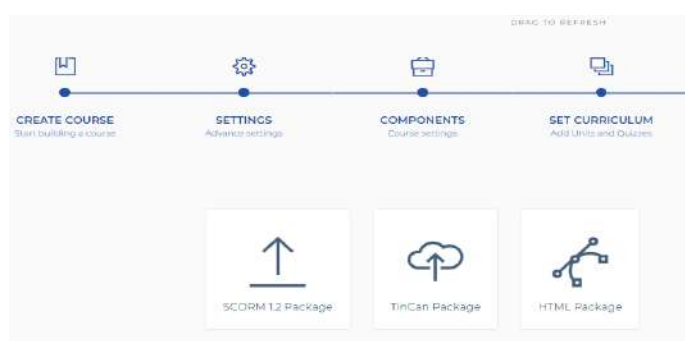 DRAG TO REFRESH
CREATE COURSE
Start building a course
SETTINGS
Advance settings
COMPONENTS
Course settings
SET CURRICULUM
Add Units and Quizzes
SCORM 1.2 Package
TinCan Package
HTML Package